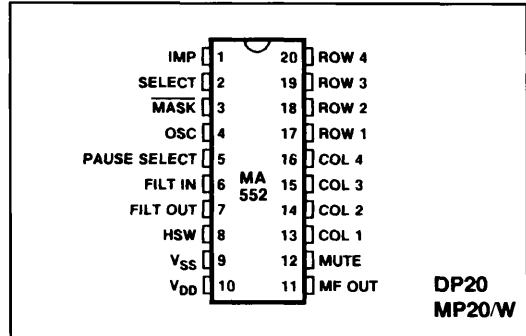 IMP 1 20 ROW 4
SELECT 2 19 ROW 3
MASK 3 18 ROW 2
OSC 4 17 ROW 1
PAUSE SELECT 5 16 COL 4
FILT IN 6 MA 15 COL 3
FILT OUT 7 552 14 COL 2
HSW 8 13 COL 1
VSS 9 12 MUTE
VDD 10 11 MF OUT
DP20
MP20/W